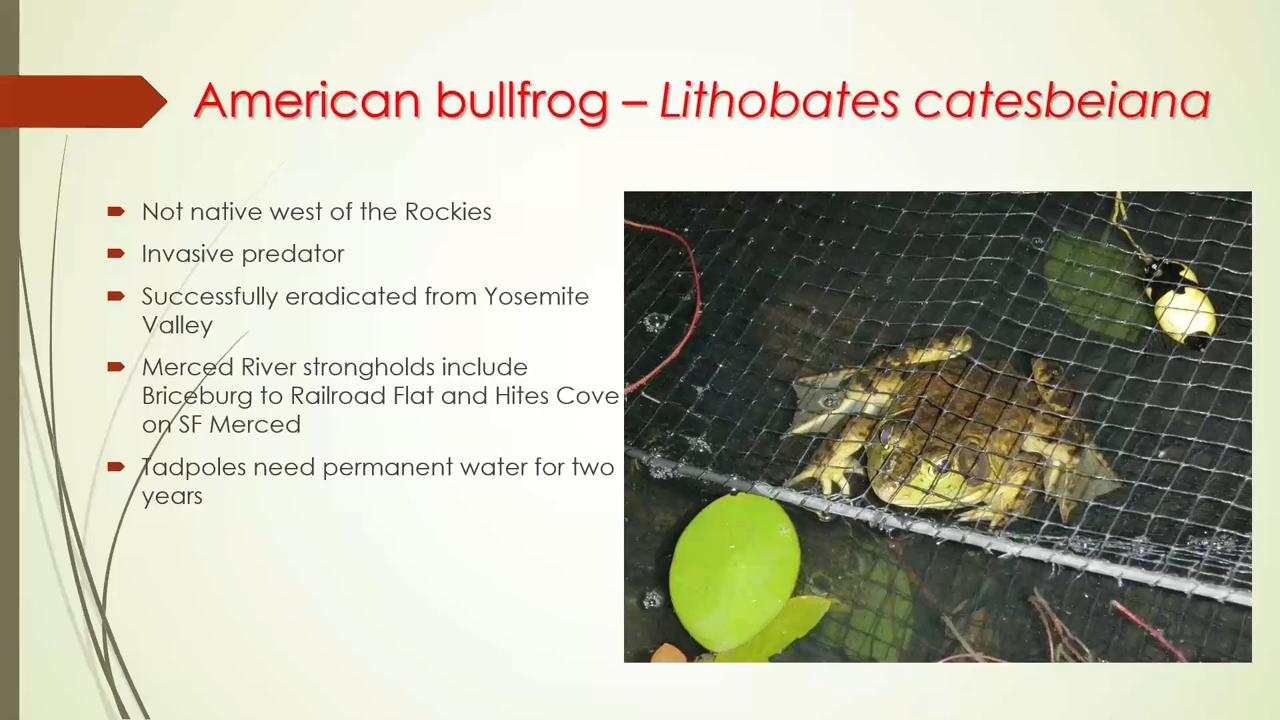 American bullfrog – Lithobates catesbeiana
Not native west of the Rockies
Invasive predator
Successfully eradicated from Yosemite
Valley
Merced River strongholds include
Briceburg to Railroad Flat and Hites Cove
on SF Merced
Tadpoles need permanent water for two
years